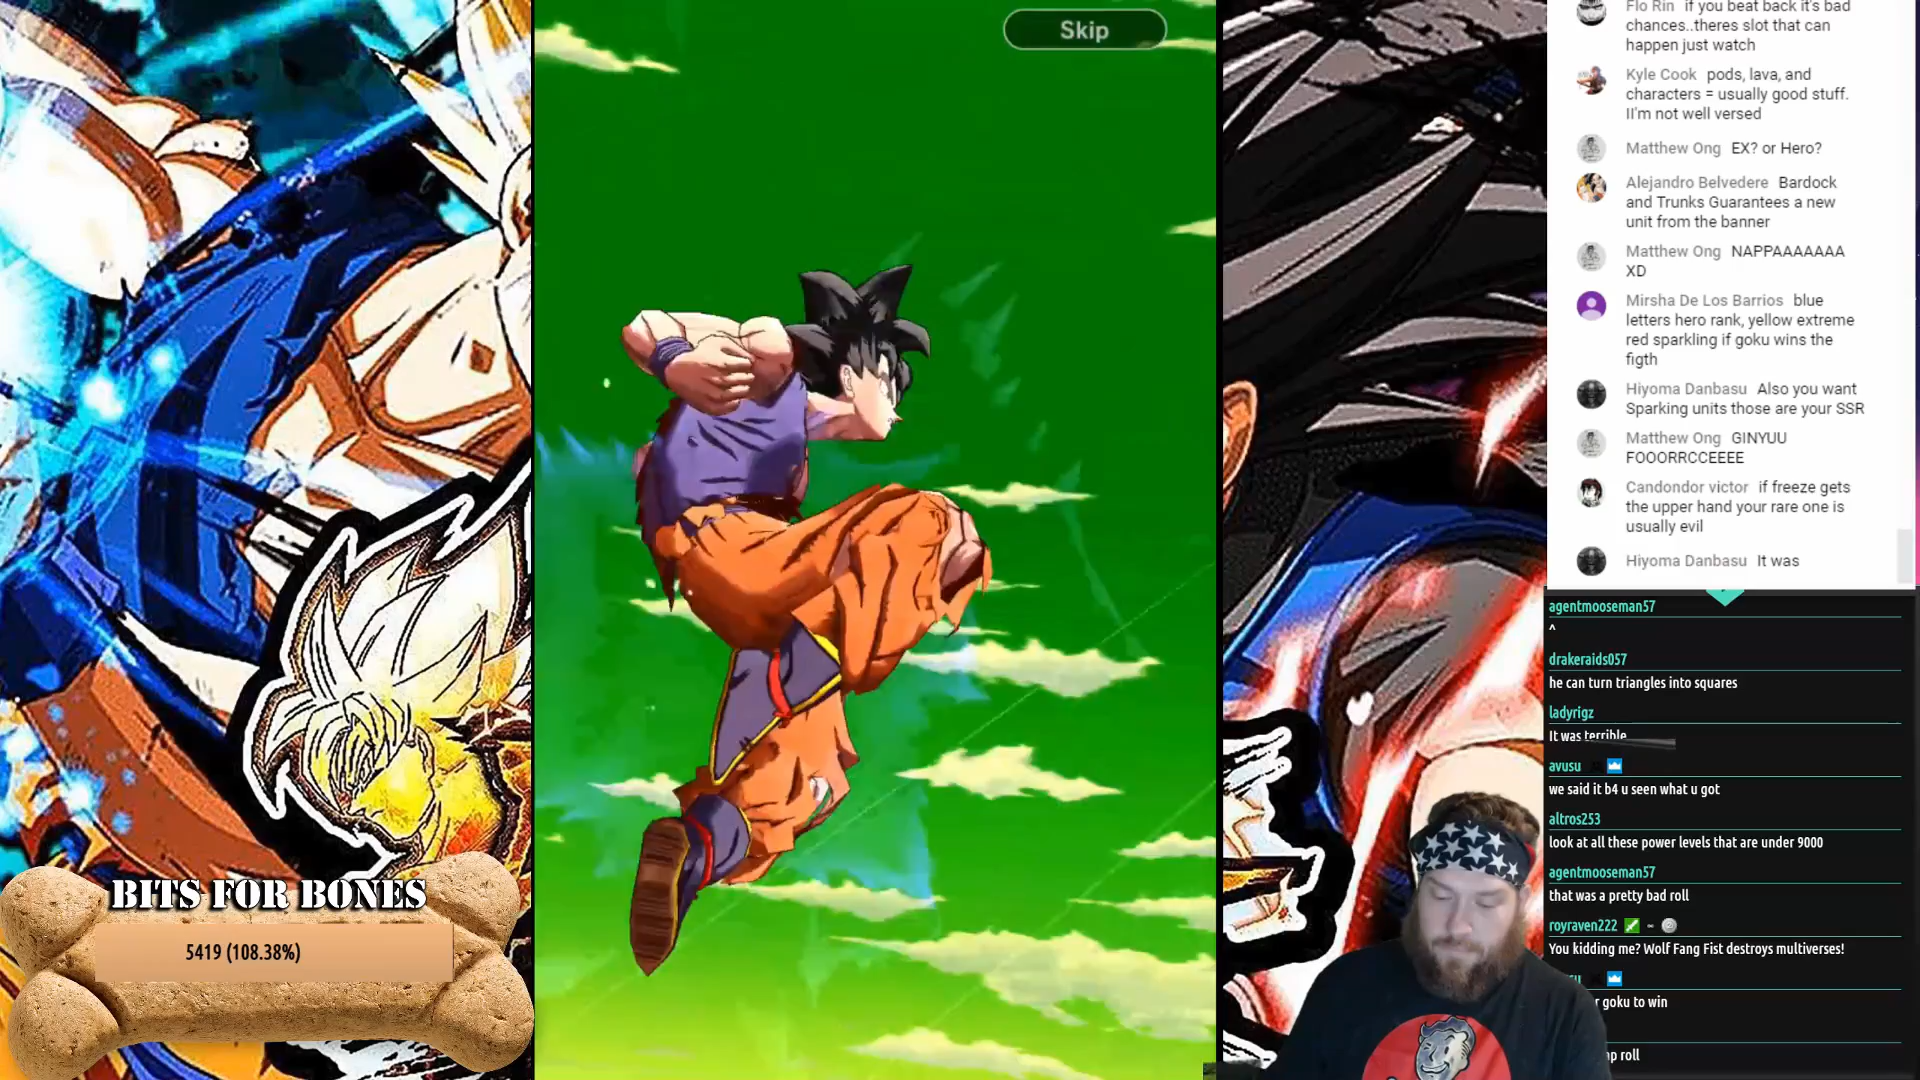 Skip
Flo Rin if you beat back it's bad
chances..theres slot that can
happen just watch
Kyle Cook pods, lava, and
characters = usually good stuff.
II'm not well versed
Matthew Ong EX? or Hero?
Alejandro Belvedere Bardock
and Trunks Guarantees a new
unit from the banner
Matthew Ong NAPPAAAAAAA
XD
Mirsha De Los Barrios blue
letters hero rank, yellow extreme
red sparkling if goku wins the
figth
Hiyoma Danbasu Also you want
Sparking units those are your SSR
Matthew Ong GINYUU
FOOORRCCEEEE
Candondor victor if freeze gets
the upper hand your rare one is
usually evil
Hiyoma Danbasu It was
agentmooseman57
^
drakeraids057
he can turn triangles into squares
ladyrigz
It was terrible
avusu
we said it b4 u seen what u got
altros253
look at all these power levels that are under 9000
agentmooseman57
that was a pretty bad roll
royraven222
You kidding me? Wolf Fang Fist destroys multiverses!
goku to win
roll
BITS FOR BONES
5419 (108.38%)